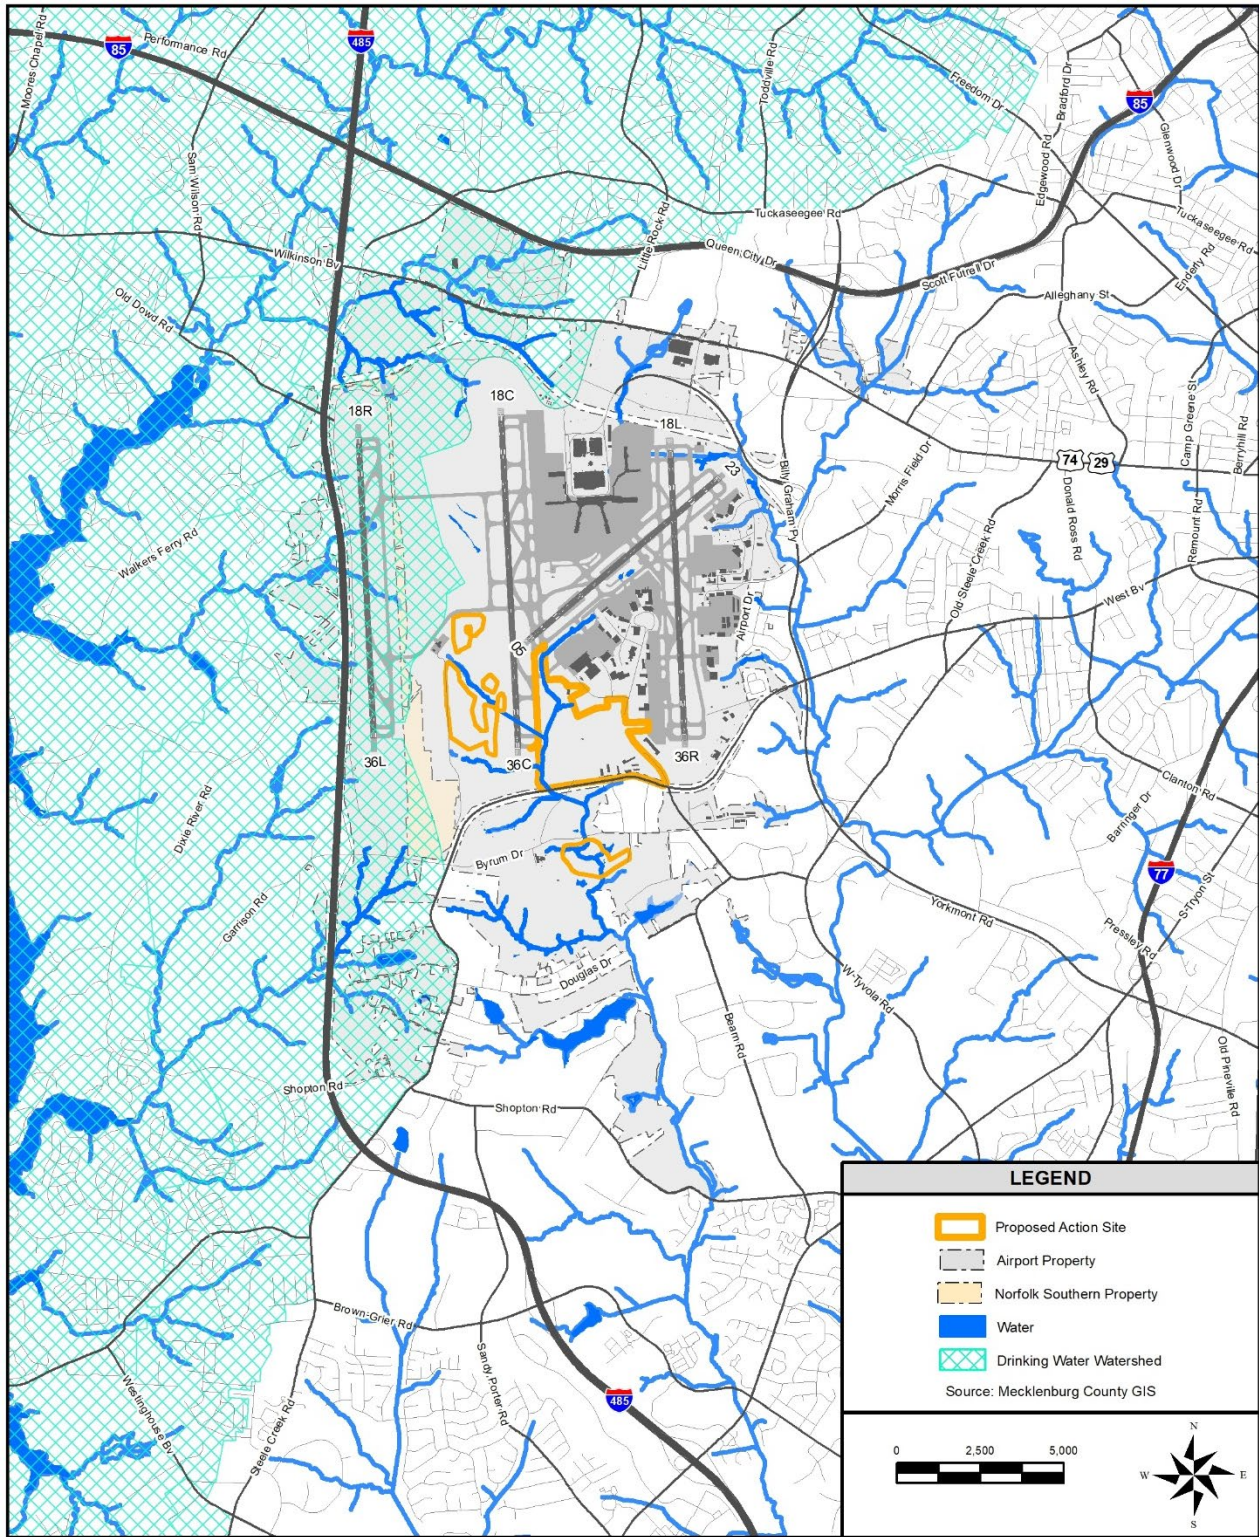 Moores Chapel Rd
85
Performance Rd
485
Toddville Rd
Freedom Dr
Bradford Dr
85
Glenwood Dr
Edgewood Rd
Sam Wilson Rd
Tuckaseegee Rd
Tuckaseegee Rd
Little Rock Rd
Queen City Dr
Wilkinson Bv
Scott Futrell Dr
Enderly Rd
Alleghany St
Old Dowd Rd
Ashley Rd
18R
18C
18L
Camp Greene St
Berryhill Rd
23
74
29
Billy Graham Py
Morris Field Dr
Donald Ross Rd
Remount Rd
Walkers Ferry Rd
Old Steele Creek Rd
West Bv
Airport Dr
05
36L
36C
36R
Clanton Rd
Dixie River Rd
Barringer Dr
Byrum Dr
77
S Tryon St
Garrison Rd
Yorkmont Rd
Pressley Rd
Douglas Dr
W Tyvola Rd
Beam Rd
Old Pineville Rd
Shopton Rd
Shopton Rd
Brown-Grier Rd
Sandy Porter Rd
Westinghouse Bv
Steele Creek Rd
485
LEGEND
Proposed Action Site
Airport Property
Norfolk Southern Property
Water
Drinking Water Watershed
Source: Mecklenburg County GIS
0 2,500 5,000
N
W E
S